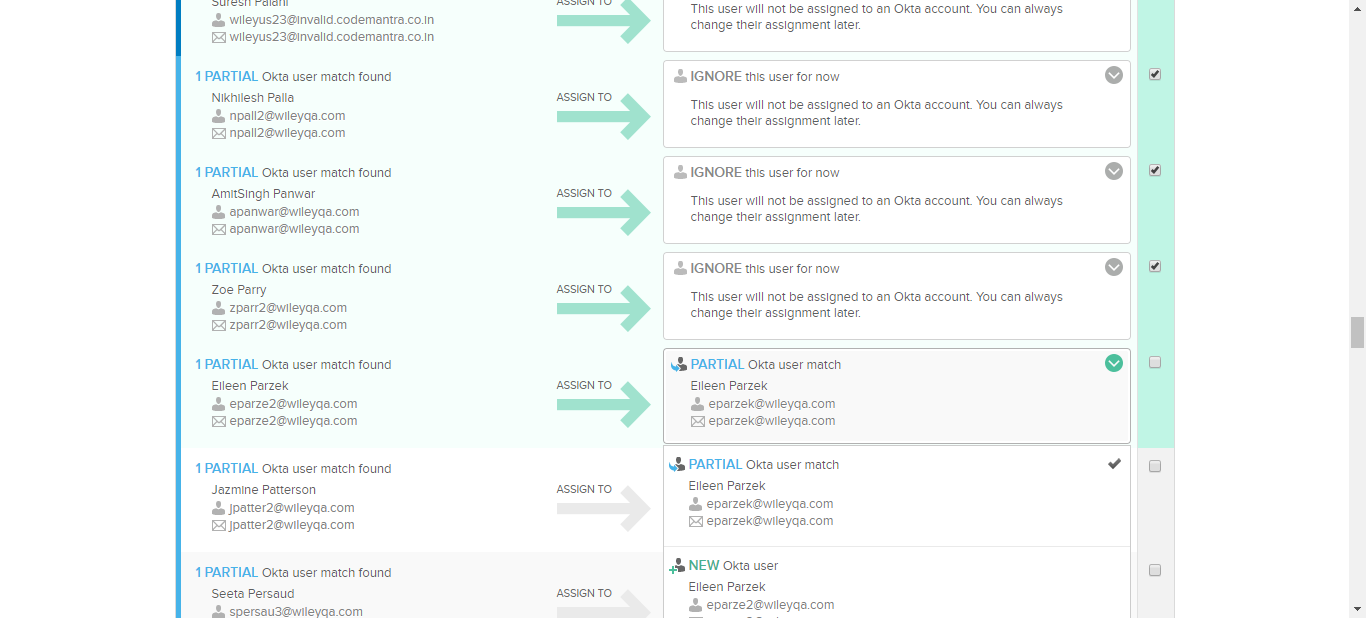 Suresh Palani
wileyus23@invalid.codemantra.co.in
wileyus23@invalid.codemantra.co.in
ASSIGN TO
This user will not be assigned to an Okta account. You can always
change their assignment later.
1 PARTIAL Okta user match found
Nikhilesh Palla
npall2@wileyqa.com
npall2@wileyqa.com
ASSIGN TO
IGNORE this user for now
This user will not be assigned to an Okta account. You can always
change their assignment later.
1 PARTIAL Okta user match found
AmitSingh Panwar
apanwar@wileyqa.com
apanwar@wileyqa.com
ASSIGN TO
IGNORE this user for now
This user will not be assigned to an Okta account. You can always
change their assignment later.
1 PARTIAL Okta user match found
Zoe Parry
zparr2@wileyqa.com
zparr2@wileyqa.com
ASSIGN TO
IGNORE this user for now
This user will not be assigned to an Okta account. You can always
change their assignment later.
1 PARTIAL Okta user match found
Eileen Parzek
eparze2@wileyqa.com
eparze2@wileyqa.com
ASSIGN TO
PARTIAL Okta user match
Eileen Parzek
eparzek@wileyqa.com
eparzek@wileyqa.com
1 PARTIAL Okta user match found
Jazmine Patterson
jpatter2@wileyqa.com
jpatter2@wileyqa.com
ASSIGN TO
PARTIAL Okta user match
Eileen Parzek
eparzek@wileyqa.com
eparzek@wileyqa.com
1 PARTIAL Okta user match found
Seeta Persaud
spersau3@wileyqa.com
ASSIGN TO
NEW Okta user
Eileen Parzek
eparze2@wileyqa.com